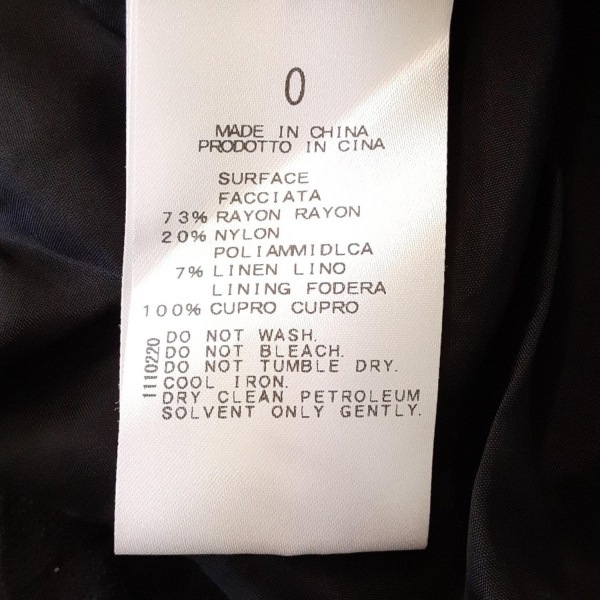 0
MADE IN CHINA
PRODOTTO IN CINA
SURFACE
FACCIATA
73% RAYON RAYON
20% NYLON
POLIAMMIDLCA
7% LINEN LINO
LINING FODERA
100% CUPRO CUPRO
DO NOT WASH.
DO NOT BLEACH.
DO NOT TUMBLE DRY.
COOL IRON.
DRY CLEAN PETROLEUM
SOLVENT ONLY GENTLY.
1110220